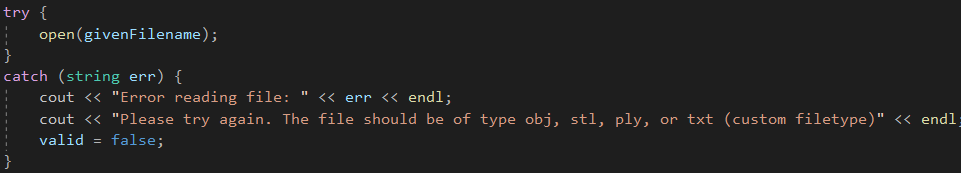 try {
open(givenFilename);
}
catch (string err) {
cout << "Error reading file: " << err << endl;
cout << "Please try again. The file should be of type obj, stl, ply, or txt (custom filetype)" << endl;
valid = false;
}